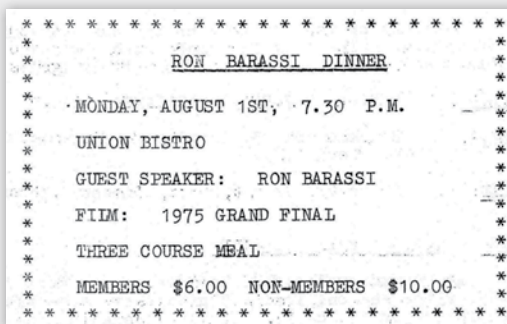 * * * * * * * * * * * * * * * * * * * * * * * * *
RON BARASSI DINNER
MONDAY, AUGUST 1ST, 7.30 P.M.
UNION BISTRO
GUEST SPEAKER: RON BARASSI
FILM: 1975 GRAND FINAL
THREE COURSE MEAL
MEMBERS $6.00 NON-MEMBERS $10.00
* * * * * * * * * * * * * * * * * * * * * * * * *